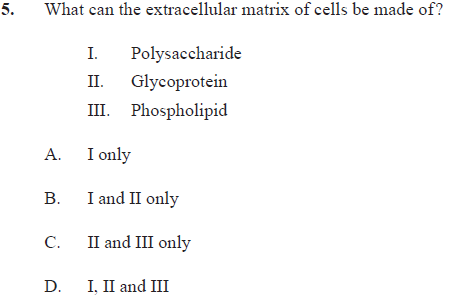 5. What can the extracellular matrix of cells be made of?
I. Polysaccharide
II. Glycoprotein
III. Phospholipid
A. I only
B. I and II only
C. II and III only
D. I, II and III